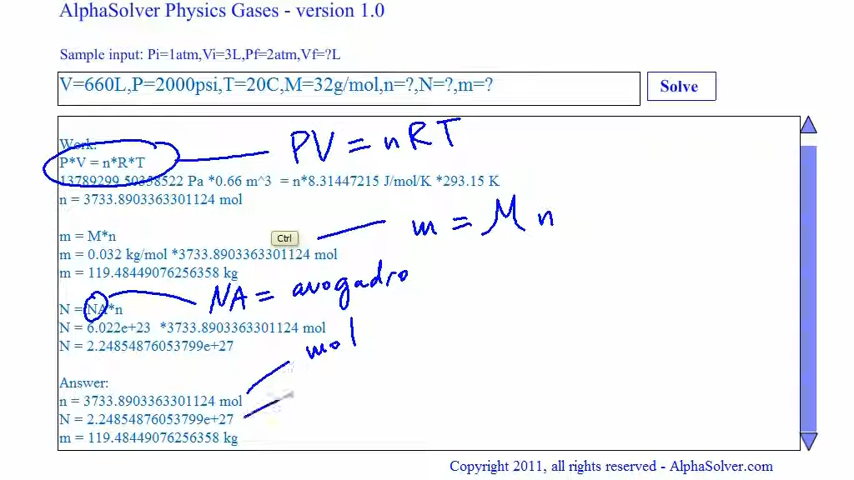 AlphaSolver Physics Gases - version 1.0
Sample input: Pi=1atm,Vi=3L,Pf=2atm,Vf=?L
V=660L,P=2000psi,T=20C,M=32g/mol,n=?,N=?,m=?
Solve
Work:
P*V = n*R*T
PV = nRT
13789299.50338522 Pa *0.66 m^3 = n*8.31447215 J/mol/K *293.15 K
n = 3733.8903363301124 mol
m = M*n
Ctrl
m = Mn
m = 0.032 kg/mol *3733.8903363301124 mol
m = 119.48449076256358 kg
NA = avogadro
N = NA*n
N = 6.022e+23 *3733.8903363301124 mol
N = 2.24854876053799e+27
mol
Answer:
n = 3733.8903363301124 mol
N = 2.24854876053799e+27
m = 119.48449076256358 kg
Copyright 2011, all rights reserved - AlphaSolver.com